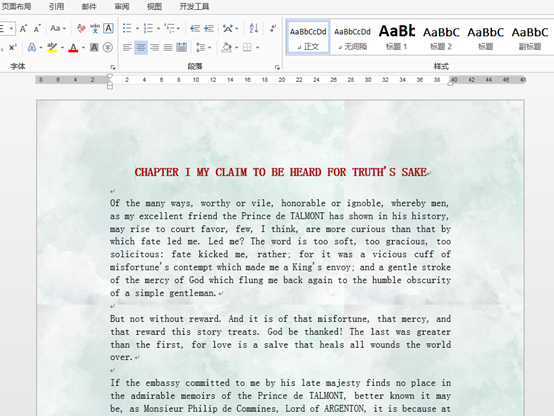 页面布局 引用 邮件 审阅 视图 开发工具
Aa
AaBbCcDd AaBbCcDd AaBb AaBbC AaBbC AaBbC
正文 无间隔 标题 1 标题 2 标题 副标题
字体 段落 样式
8 6 4 2 2 4 6 8 10 12 14 16 18 20 22 24 26 28 30 32 34 36 38 40 42 44 46 48
CHAPTER I MY CLAIM TO BE HEARD FOR TRUTH'S SAKE
Of the many ways, worthy or vile, honorable or ignoble, whereby men,
as my excellent friend the Prince de TALMONT has shown in his history,
may rise to court favor, few, I think, are more curious than that by
which fate led me. Led me? The word is too soft, too gracious, too
solicitous: fate kicked me, rather; for it was a vicious cuff of
misfortune's contempt which made me a King's envoy; and a gentle stroke
of the mercy of God which flung me back again to the humble obscurity
of a simple gentleman.
But not without reward. And it is of that misfortune, that mercy, and
that reward this story treats. God be thanked! The last was greater
than the first, for love is a salve that heals all wounds the world
over.
If the embassy committed to me by his late majesty finds no place in
the admirable memoirs of the Prince de TALMONT, better known it may
be, as Monsieur Philip de Commines, Lord of ARGENTON, it is because at